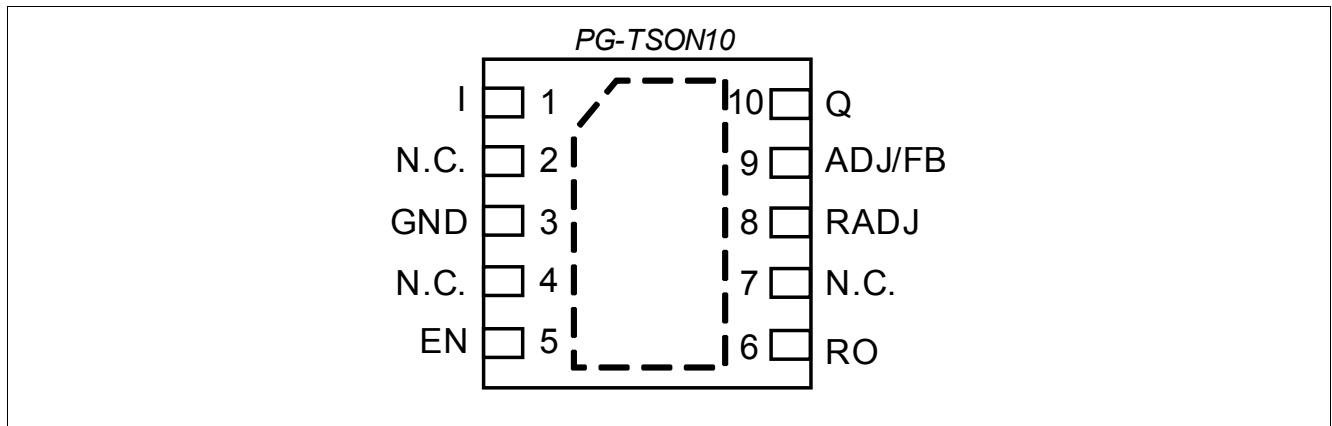 PG-TSON10
I 1 10 Q
N.C. 2 9 ADJ/FB
GND 3 8 RADJ
N.C. 4 7 N.C.
EN 5 6 RO